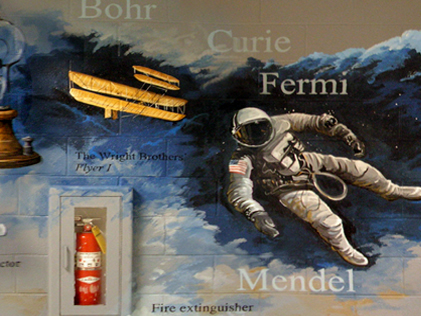 Bohr
Curie
Fermi
The Wright Brothers
Flyer I
Mendel
Fire extinguisher